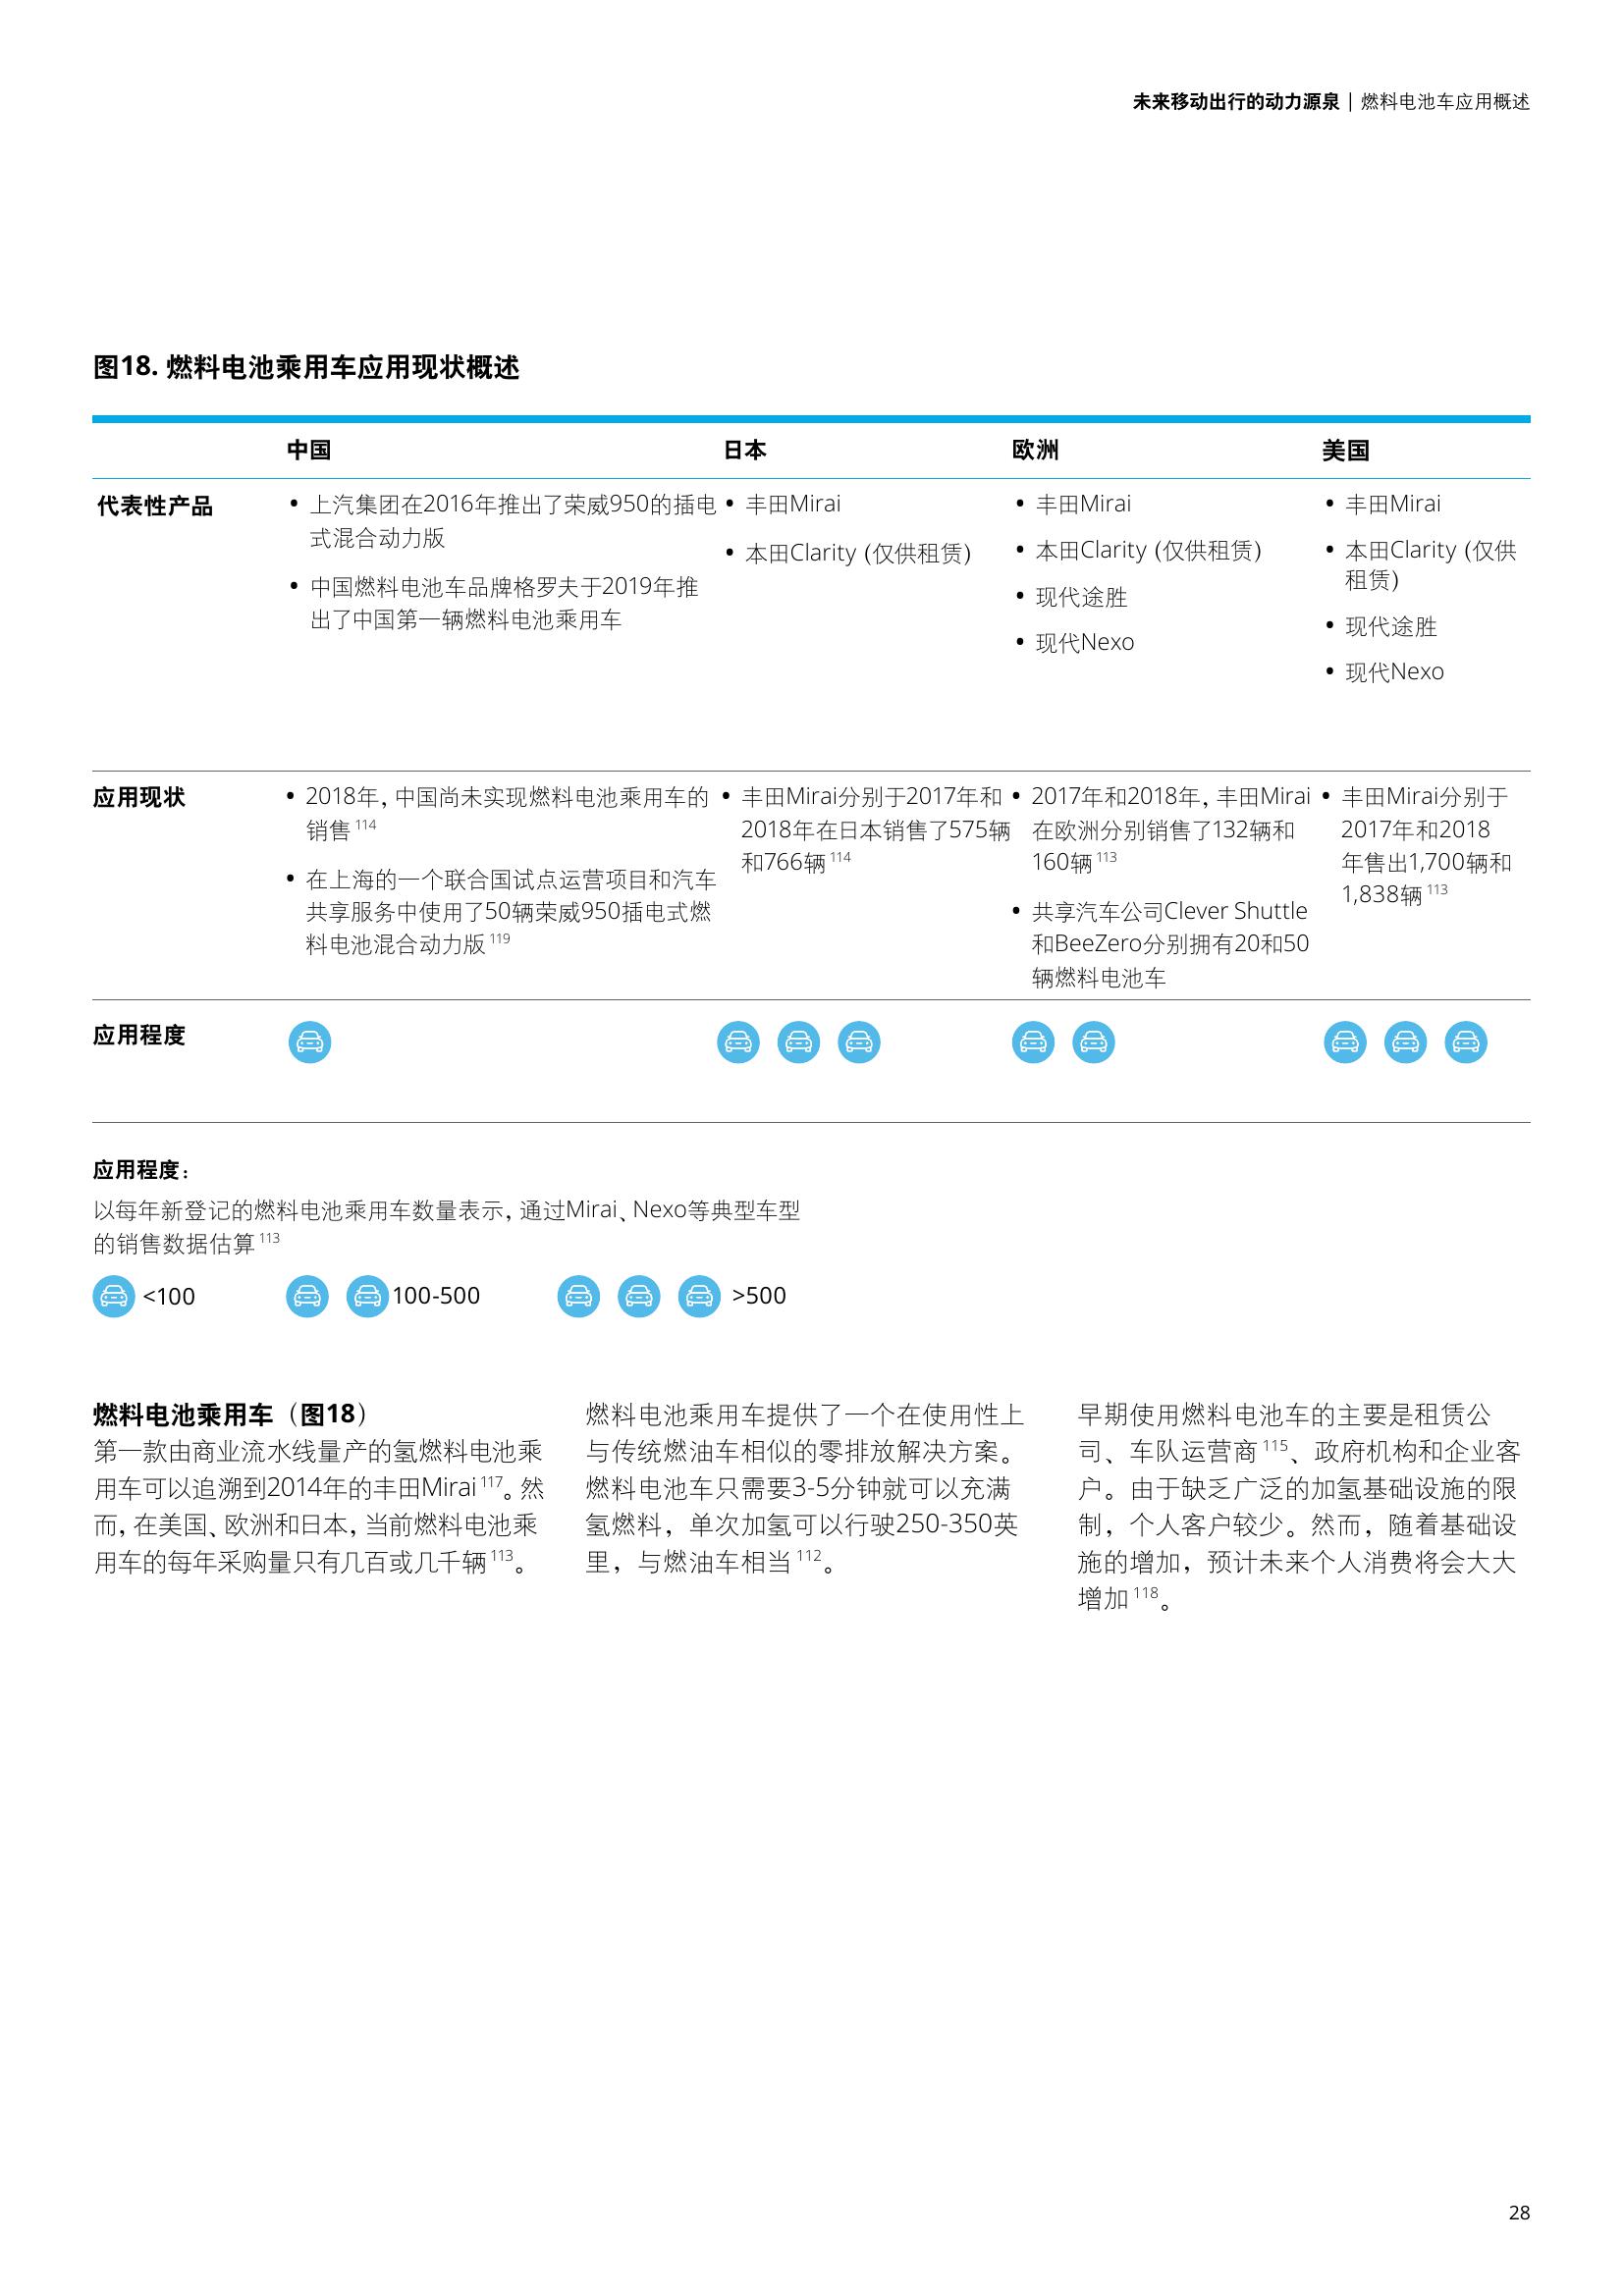 未来移动出行的动力源泉 | 燃料电池车应用概述
图18. 燃料电池乘用车应用现状概述
中国
日本
欧洲
美国
代表性产品
• 上汽集团在2016年推出了荣威950的插电
式混合动力版
• 中国燃料电池车品牌格罗夫于2019年推
出了中国第一辆燃料电池乘用车
• 丰田Mirai
• 本田Clarity (仅供租赁)
• 丰田Mirai
• 本田Clarity (仅供租赁)
• 现代途胜
• 现代Nexo
• 丰田Mirai
• 本田Clarity (仅供
租赁)
• 现代途胜
• 现代Nexo
应用现状
• 2018年, 中国尚未实现燃料电池乘用车的
销售 114
• 在上海的一个联合国试点运营项目和汽车
共享服务中使用了50辆荣威950插电式燃
料电池混合动力版 119
• 丰田Mirai分别于2017年和
2018年在日本销售了575辆
和766辆 114
• 2017年和2018年, 丰田Mirai
在欧洲分别销售了132辆和
160辆 113
• 共享汽车公司Clever Shuttle
和BeeZero分别拥有20和50
辆燃料电池车
• 丰田Mirai分别于
2017年和2018
年售出1,700辆和
1,838辆 113
应用程度
应用程度：
以每年新登记的燃料电池乘用车数量表示, 通过Mirai、Nexo等典型车型
的销售数据估算 113
<100
100-500
>500
燃料电池乘用车（图18）
第一款由商业流水线量产的氢燃料电池乘
用车可以追溯到2014年的丰田Mirai 117。然
而, 在美国、欧洲和日本, 当前燃料电池乘
用车的每年采购量只有几百或几千辆 113。
燃料电池乘用车提供了一个在使用性上
与传统燃油车相似的零排放解决方案。
燃料电池车只需要3-5分钟就可以充满
氢燃料，单次加氢可以行驶250-350英
里，与燃油车相当 112。
早期使用燃料电池车的主要是租赁公
司、车队运营商 115、政府机构和企业客
户。由于缺乏广泛的加氢基础设施的限
制，个人客户较少。然而，随着基础设
施的增加，预计未来个人消费将会大大
增加 118。
28